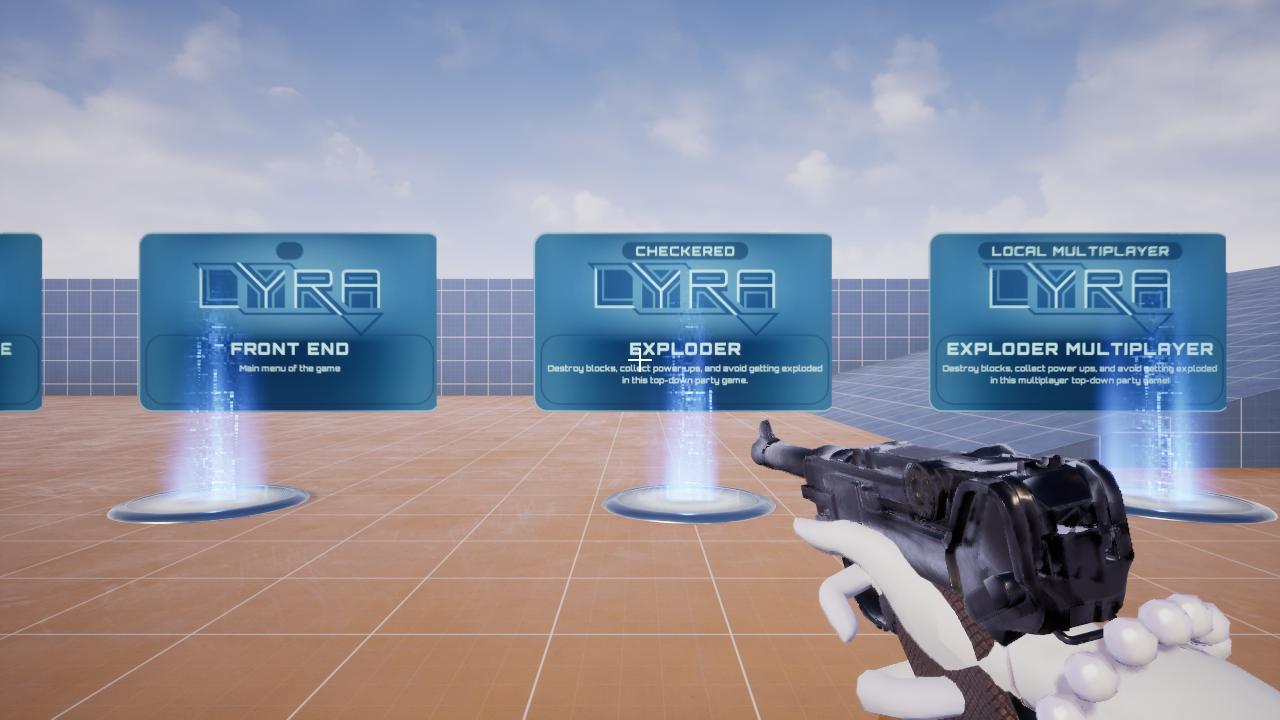 E
LYRA
FRONT END
Main menu of the game
CHECKERED
LYRA
EXPLODER
Destroy blocks, collect power ups, and avoid getting exploded
in this top-down party game.
LOCAL MULTIPLAYER
LYRA
EXPLODER MULTIPLAYER
Destroy blocks, collect power ups, and avoid getting exploded
in this multiplayer top-down party game!